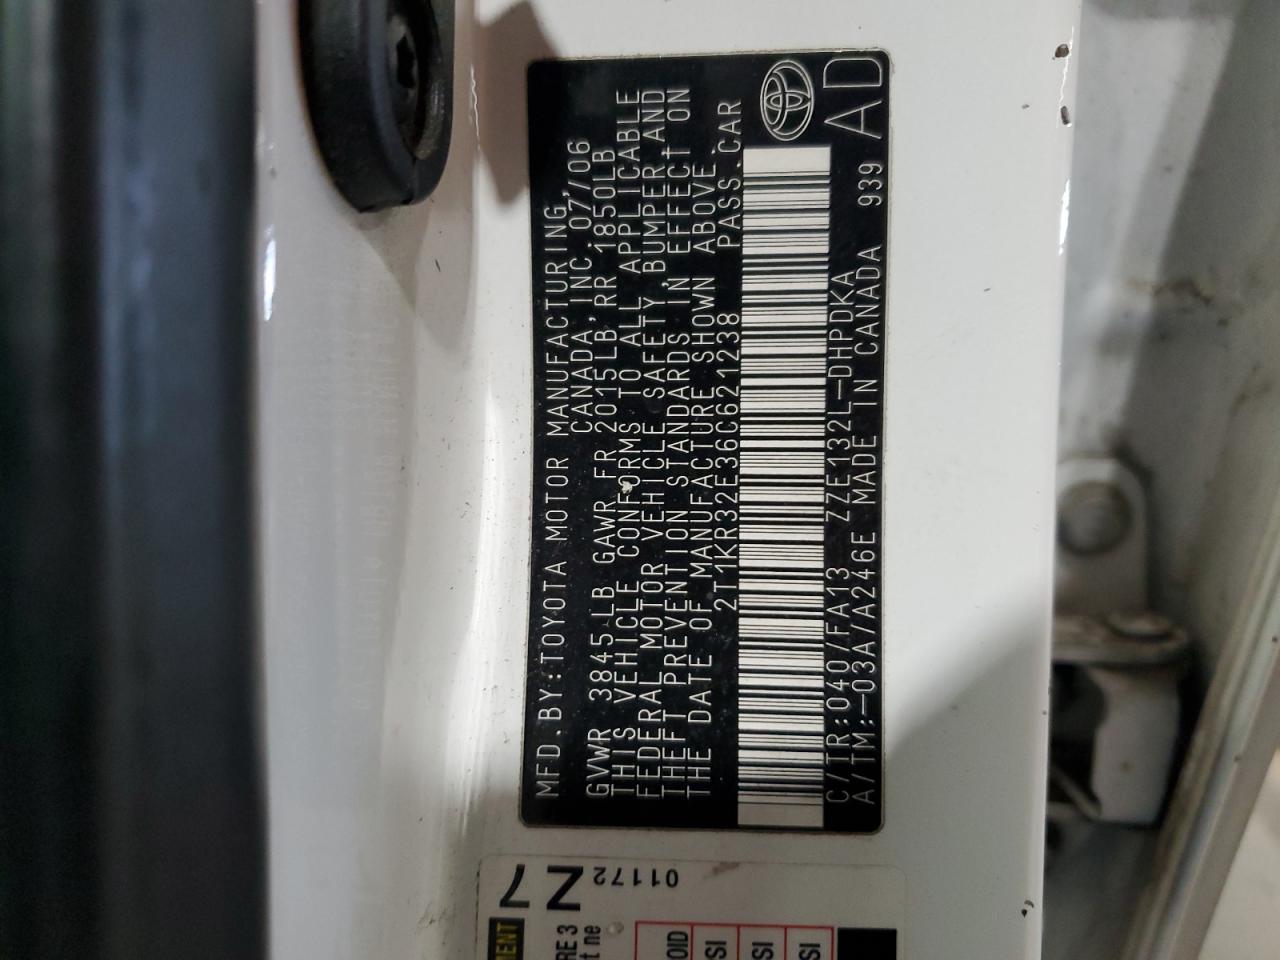 MFD.BY:TOYOTA MOTOR MANUFACTURING,
CANADA,INC. 07/06
GVWR 3845 LB GAWR FR 2015LB RR 1850LB
THIS VEHICLE CONFORMS TO ALL APPLICABLE
FEDERAL MOTOR VEHICLE SAFETY,BUMPER,AND
THEFT PREVENTION STANDARDS IN EFFECT ON
THE DATE OF MANUFACTURE SHOWN ABOVE.
2T1KR32E36C621238 PASS.CAR
C/TR:040/FA13 ZZE132L-DHPDKA 939 AD
A/TM:-03A/A246E MADE IN CANADA
Z7
01172